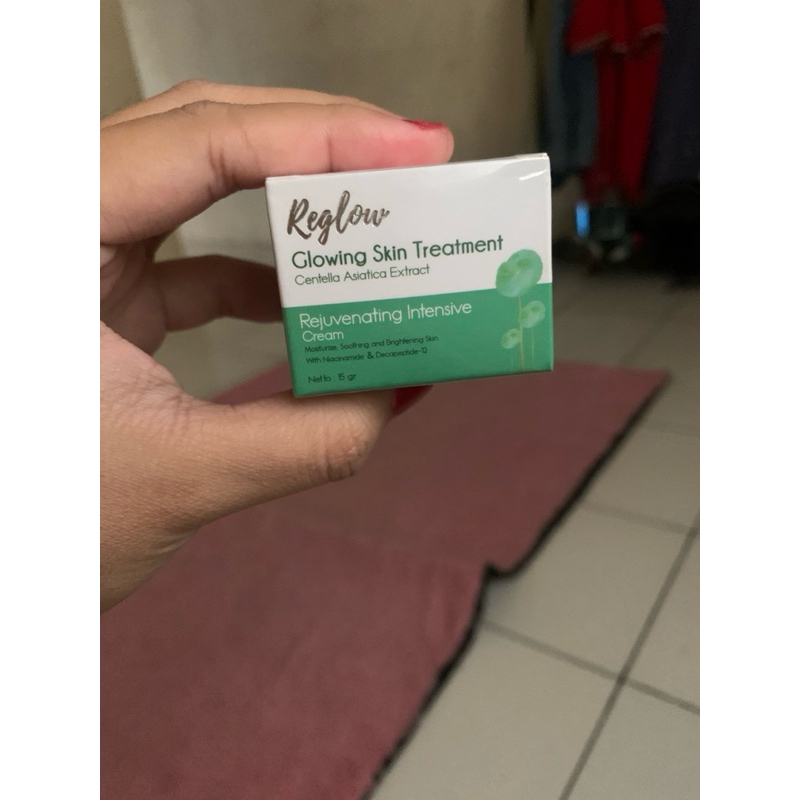 Reglow
Glowing Skin Treatment
Centella Asiatica Extract
Rejuvenating Intensive
Cream
Moisturise, Soothing and Brightening Skin
With Niacinamide & Decapeptide-12
Netto : 15 gr